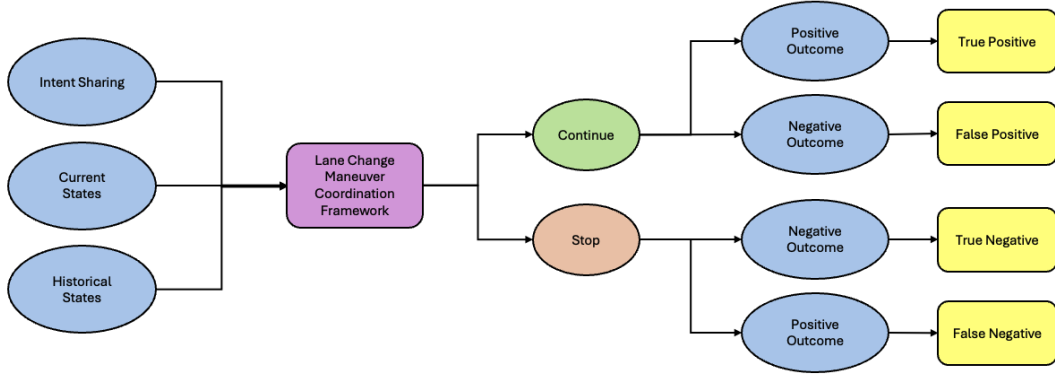 Intent Sharing
Current
States
Historical
States
Lane Change
Maneuver
Coordination
Framework
Continue
Stop
Positive
Outcome
True Positive
Negative
Outcome
False Positive
Negative
Outcome
True Negative
Positive
Outcome
False Negative